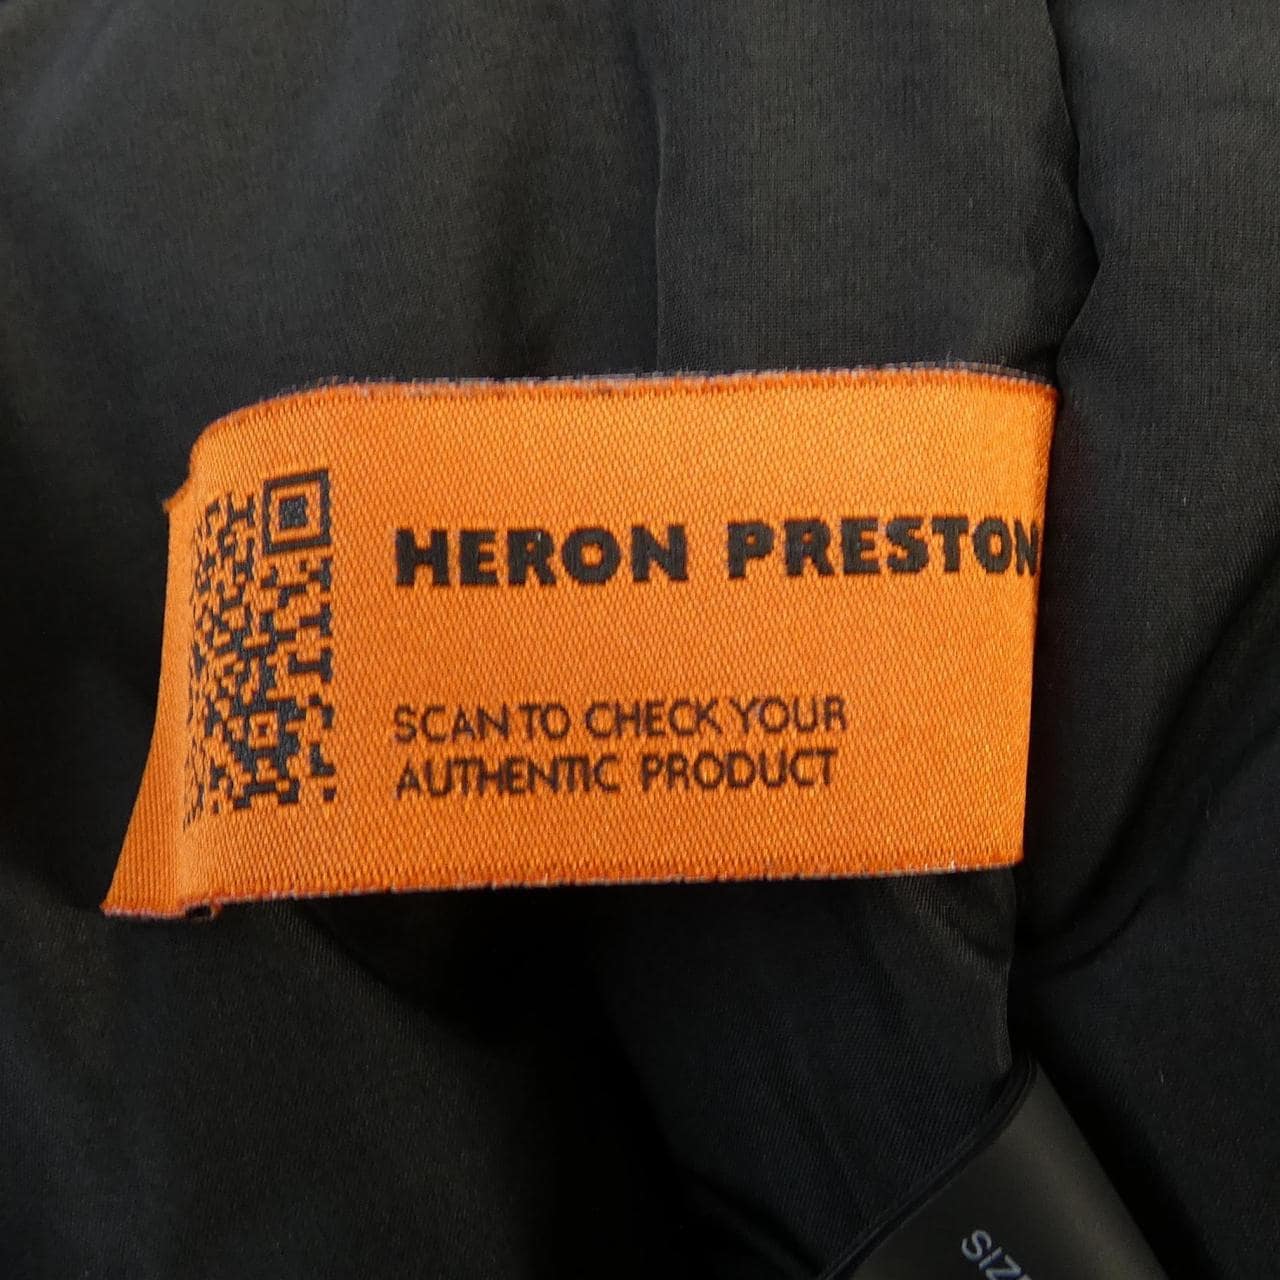 HERON PRESTON
SCAN TO CHECK YOUR
AUTHENTIC PRODUCT